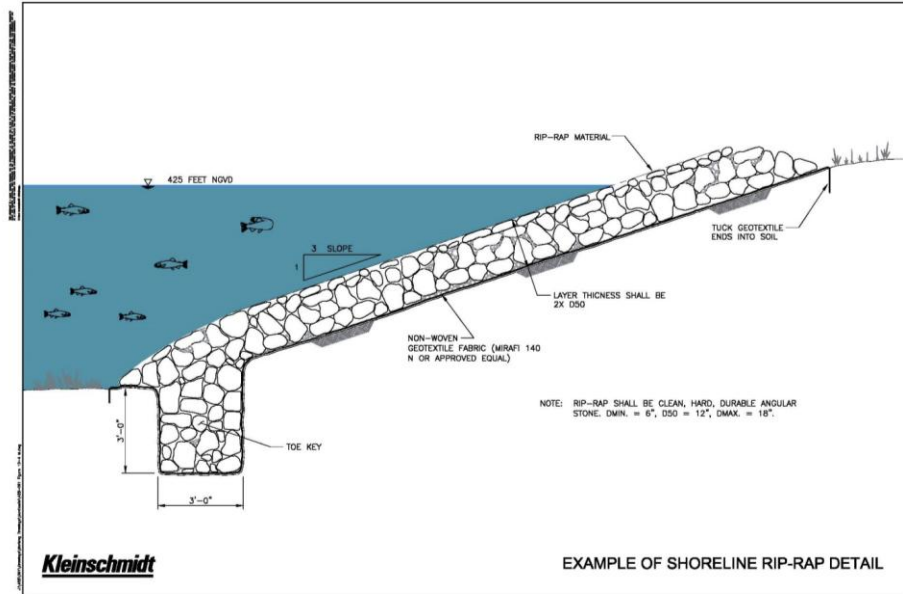 RIP-RAP MATERIAL
425 FEET NGVD
3 SLOPE
1
TUCK GEOTEXTILE
ENDS INTO SOIL
LAYER THICNESS SHALL BE
2X D50
NON-WOVEN
GEOTEXTILE FABRIC (MIRAFI 140
N OR APPROVED EQUAL)
NOTE: RIP-RAP SHALL BE CLEAN, HARD, DURABLE ANGULAR
STONE. DMIN. = 6", D50 = 12", DMAX. = 18".
3'-0"
TOE KEY
3'-0"
Kleinschmidt
EXAMPLE OF SHORELINE RIP-RAP DETAIL